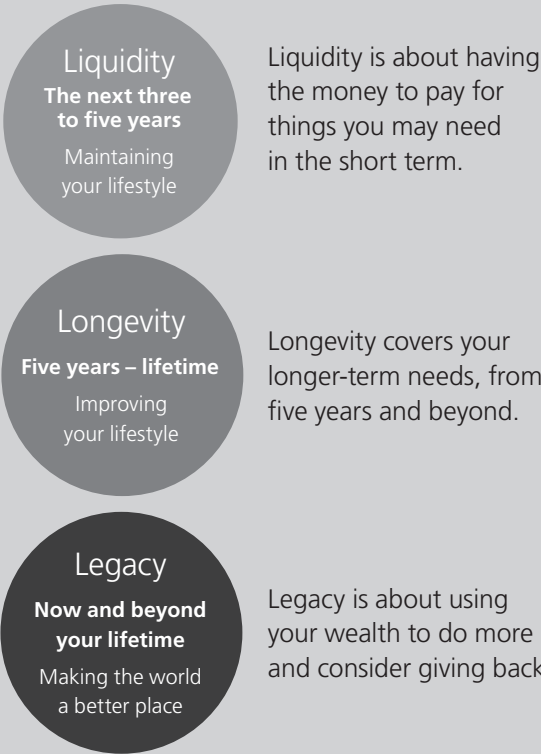 Liquidity
The next three
to five years
Maintaining
your lifestyle
Liquidity is about having
the money to pay for
things you may need
in the short term.
Longevity
Five years – lifetime
Improving
your lifestyle
Longevity covers your
longer-term needs, from
five years and beyond.
Legacy
Now and beyond
your lifetime
Making the world
a better place
Legacy is about using
your wealth to do more
and consider giving back